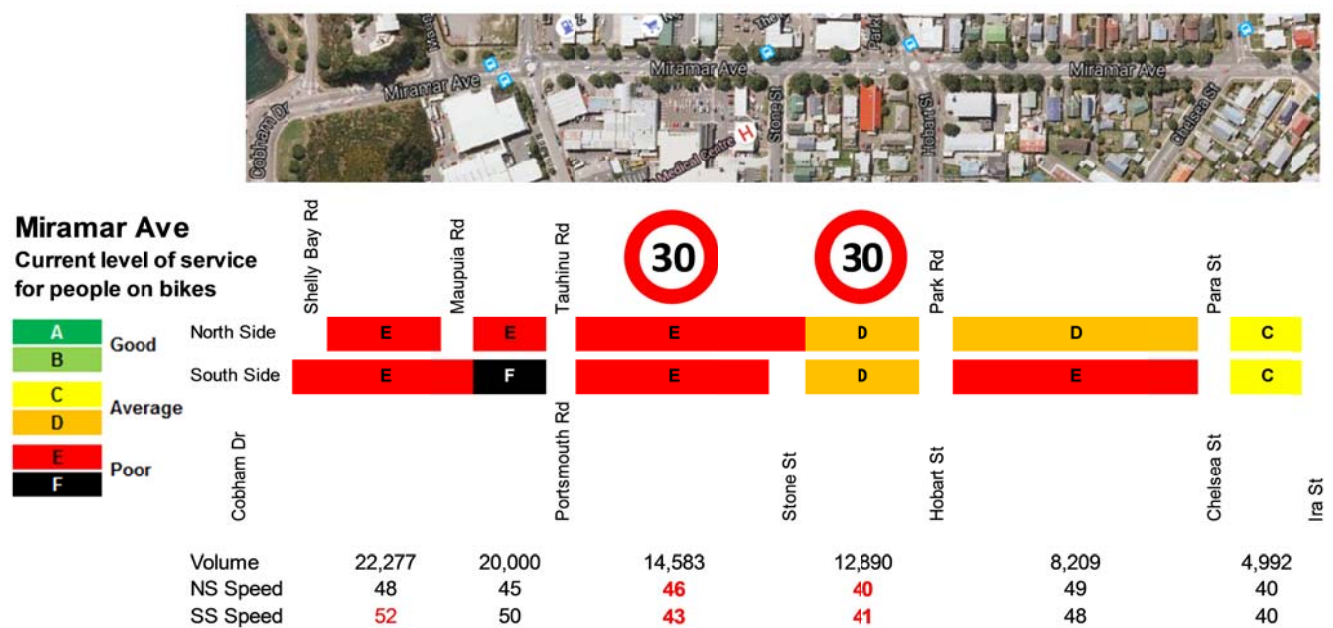 Miramar Ave
Miramar Ave
Miramar Ave
Cobham Dr
Stone St
Hobart St
Chelsea St
Medical Centre
H
Miramar Ave
Current level of service
for people on bikes
Shelly Bay Rd
Maupuia Rd
Tauhinu Rd
30
30
Park Rd
Para St
A
B
Good
C
D
Average
E
F
Poor
North Side
E
E
E
D
D
C
South Side
E
F
E
D
E
C
Cobham Dr
Portsmouth Rd
Stone St
Hobart St
Chelsea St
Ira St
Volume 22,277 20,000 14,583 12,890 8,209 4,992
NS Speed 48 45 46 40 49 40
SS Speed 52 50 43 41 48 40